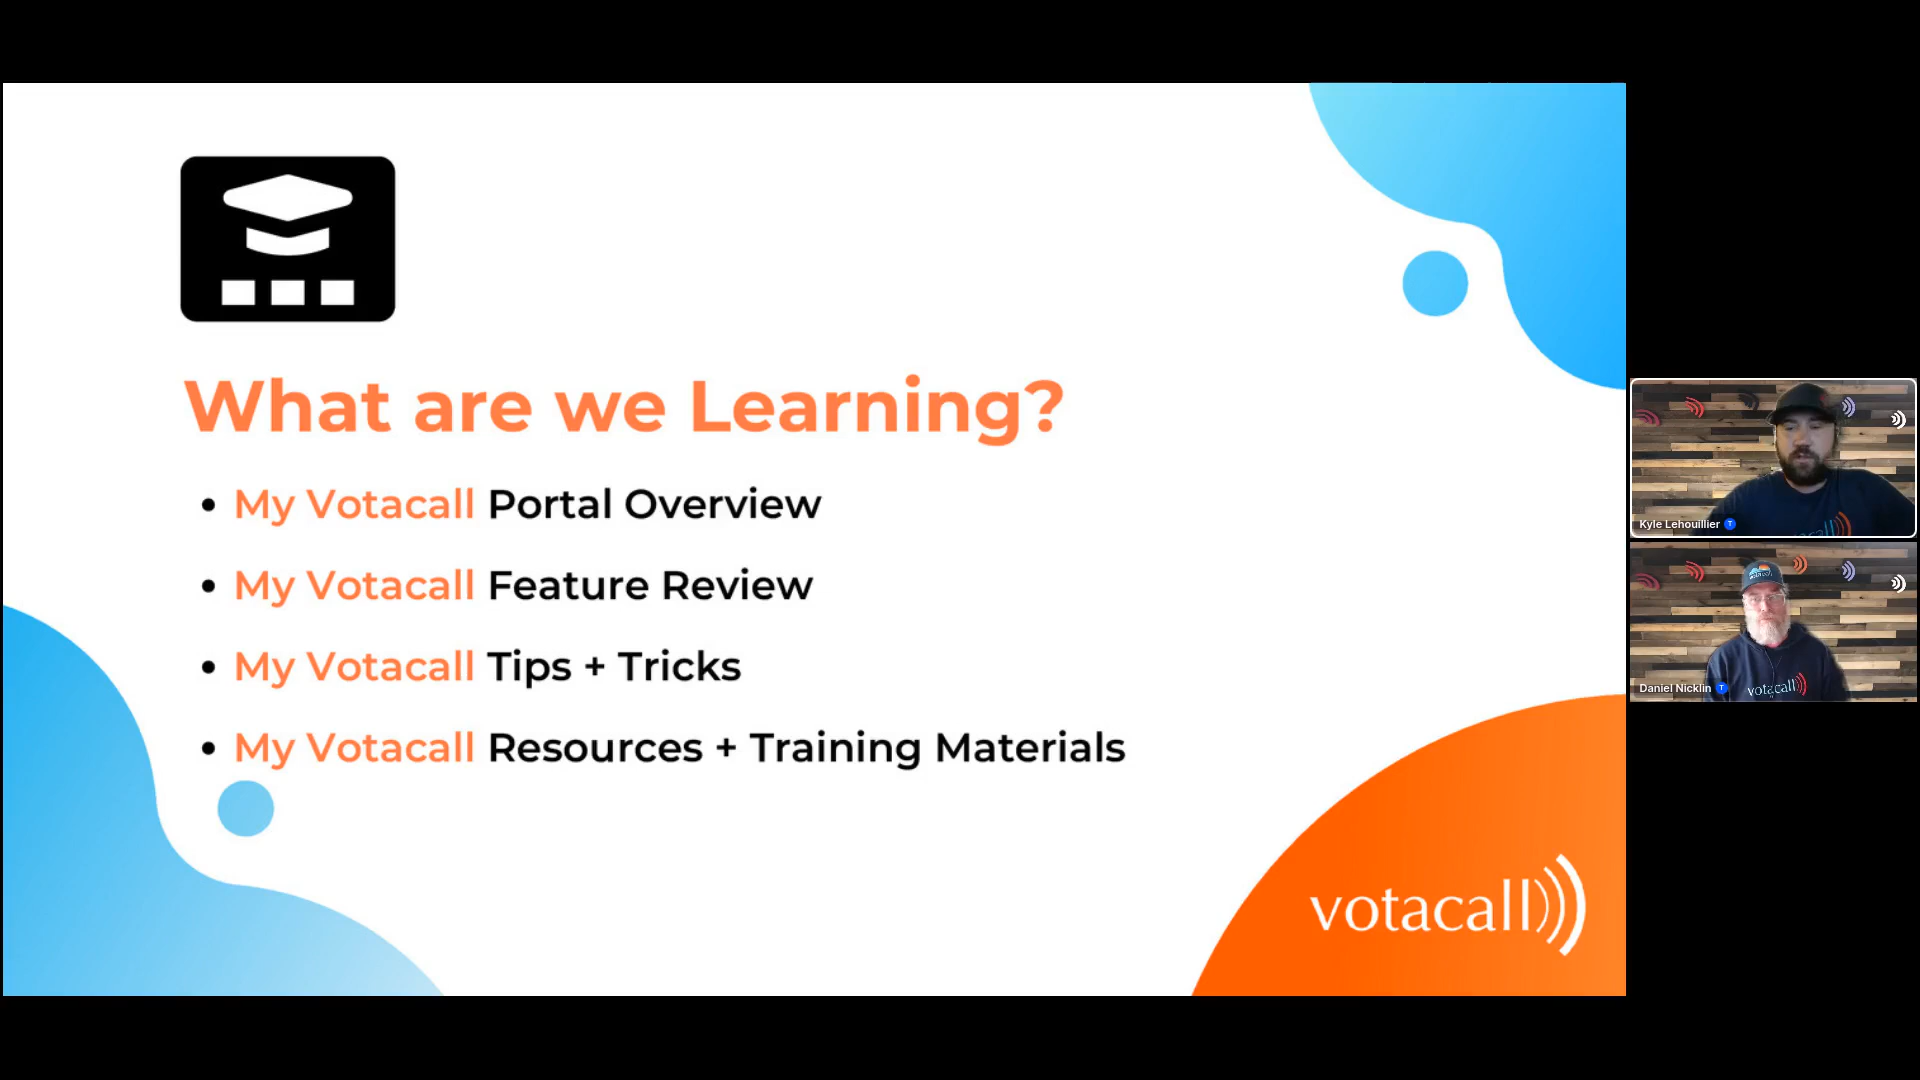 What are we Learning?
My Votacall Portal Overview
My Votacall Feature Review
My Votacall Tips + Tricks
My Votacall Resources + Training Materials
votacall
Kyle Lehouillier T
Daniel Nicklin T
votacall